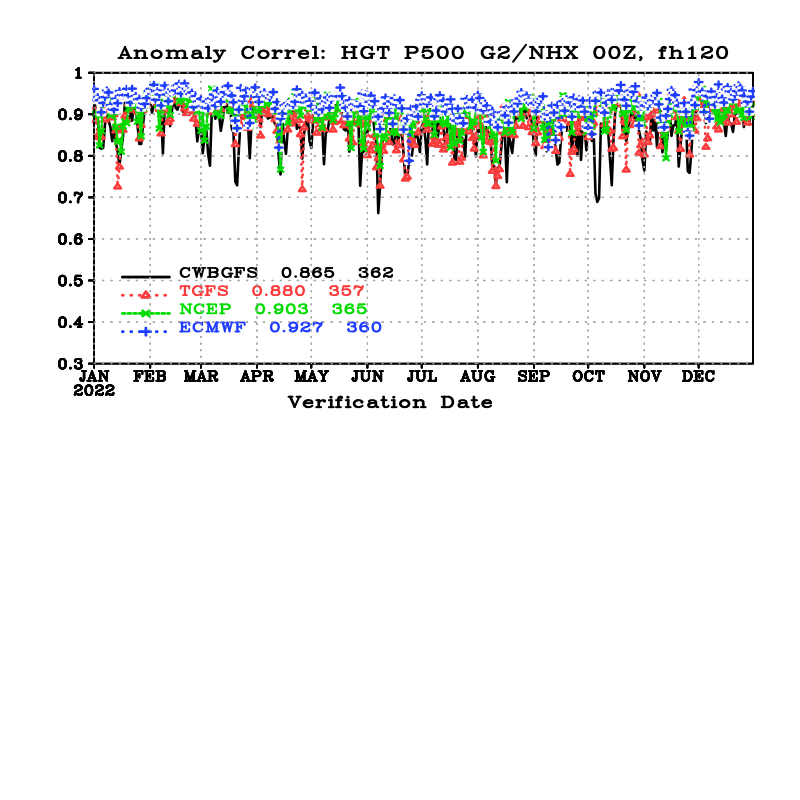 Anomaly Correl: HGT P500 G2/NHX 00Z, fh120
1
0.9
0.8
0.7
0.6
0.5
0.4
0.3
CWBGFS 0.865 362
TGFS 0.880 357
NCEP 0.903 365
ECMWF 0.927 360
JAN FEB MAR APR MAY JUN JUL AUG SEP OCT NOV DEC
2022
Verification Date